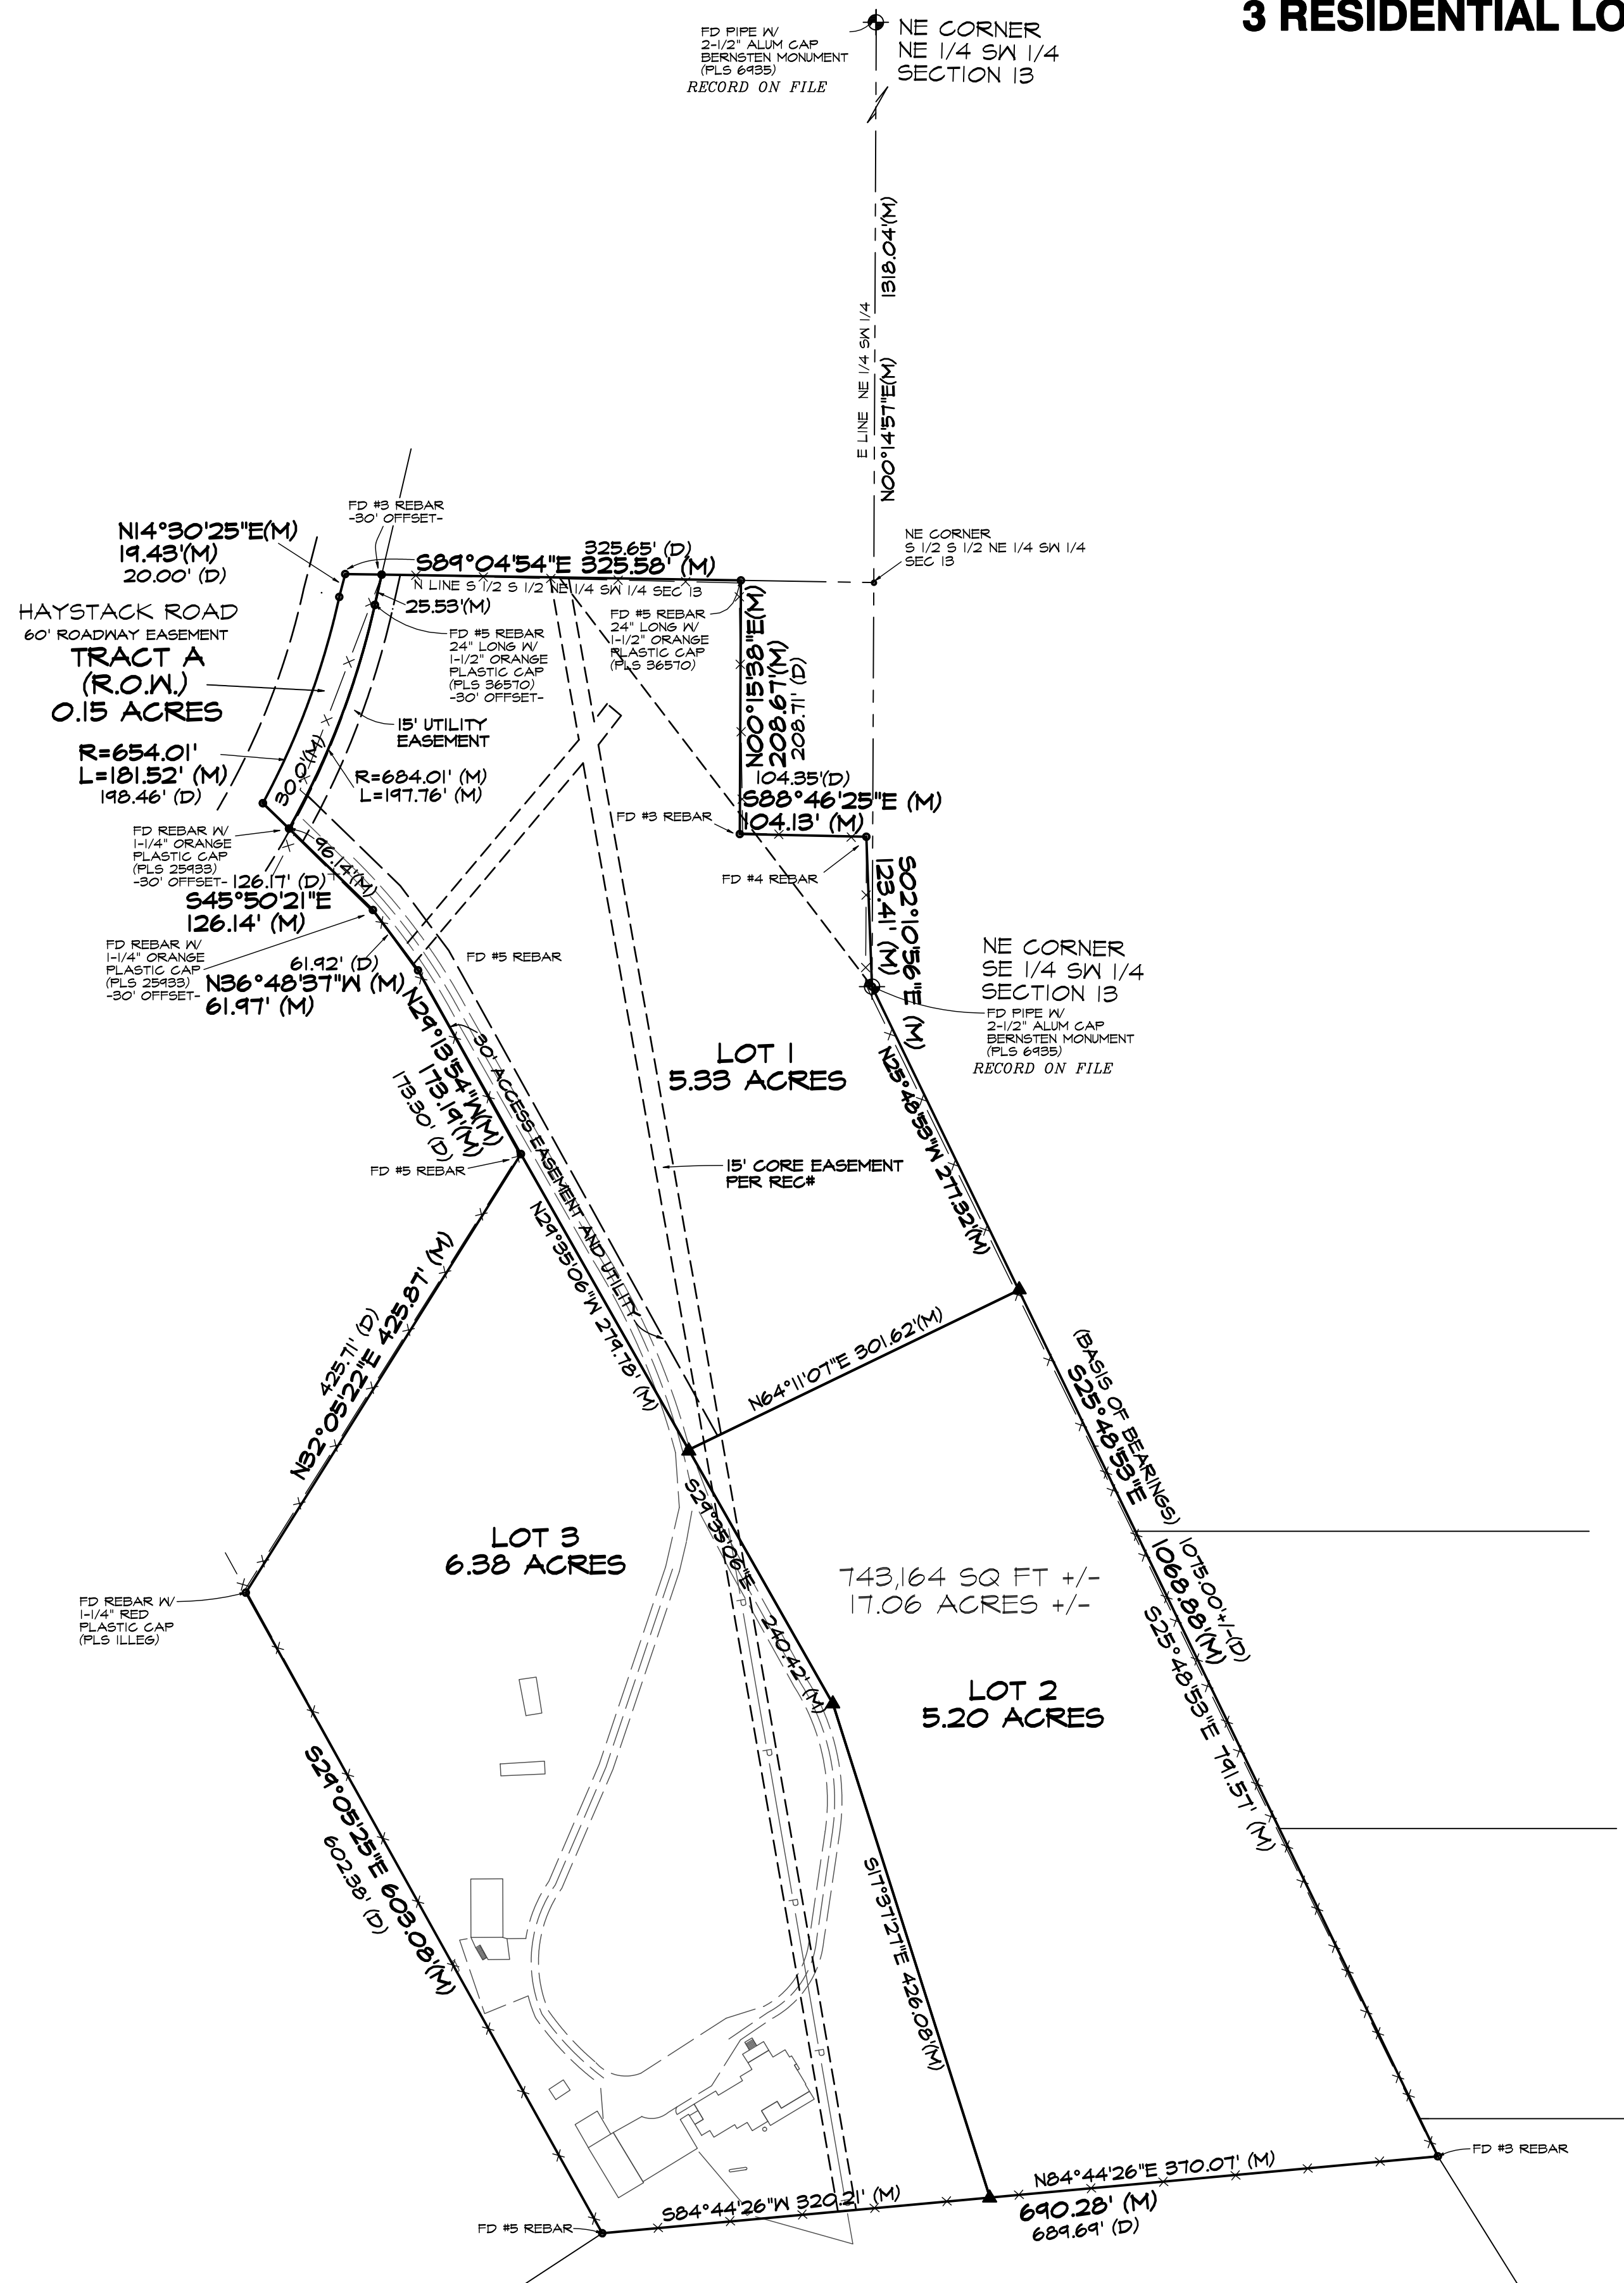 3 RESIDENTIAL LO
FD PIPE W/
2-1/2" ALUM CAP
BERNSTEN MONUMENT
(PLS 6935)
RECORD ON FILE
NE CORNER
NE 1/4 SW 1/4
SECTION 13
1318.04'(M)
E LINE NE 1/4 SW 1/4
N00°14'57"E(M)
FD #3 REBAR
-30' OFFSET-
N14°30'25"E(M)
19.43'(M)
20.00' (D)
325.65' (D)
S89°04'54"E 325.58' (M)
N LINE S 1/2 S 1/2 NE 1/4 SW 1/4 SEC 13
NE CORNER
S 1/2 S 1/2 NE 1/4 SW 1/4
SEC 13
25.53'(M)
HAYSTACK ROAD
60' ROADWAY EASEMENT
TRACT A
(R.O.W.)
0.15 ACRES
FD #5 REBAR
24" LONG W/
1-1/2" ORANGE
PLASTIC CAP
(PLS 36570)
-30' OFFSET-
FD #5 REBAR
24" LONG W/
1-1/2" ORANGE
PLASTIC CAP
(PLS 36570)
N00°15'38"E(M)
208.67'(M)
208.71' (D)
15' UTILITY
EASEMENT
R=654.01'
L=181.52' (M)
198.46' (D)
30.0'(M)
R=684.01' (M)
L=197.76' (M)
104.35'(D)
S88°46'25"E (M)
104.13' (M)
FD #3 REBAR
FD REBAR W/
1-1/4" ORANGE
PLASTIC CAP
(PLS 25933)
-30' OFFSET-
96.14'(M)
126.17' (D)
S45°50'21"E
126.14' (M)
FD #4 REBAR
S02°10'56"E (M)
123.41' (M)
FD REBAR W/
1-1/4" ORANGE
PLASTIC CAP
(PLS 25933)
-30' OFFSET-
61.92' (D)
N36°48'37"W (M)
61.97' (M)
FD #5 REBAR
NE CORNER
SE 1/4 SW 1/4
SECTION 13
FD PIPE W/
2-1/2" ALUM CAP
BERNSTEN MONUMENT
(PLS 6935)
RECORD ON FILE
N29°13'54"W(M)
173.19'(M)
173.30' (D)
30' ACCESS EASEMENT AND UTILITY
LOT 1
5.33 ACRES
N25°48'53"W 277.32'(M)
FD #5 REBAR
15' CORE EASEMENT
PER REC#
N29°35'06"W 279.78' (M)
425.71' (D)
N32°05'22"E 425.87' (M)
N64°11'07"E 301.62'(M)
(BASIS OF BEARINGS)
S25°48'53"E
1075.00'+/-(D)
1068.88'(M)
S25°48'53"E 791.57' (M)
S29°35'06"E 240.42' (M)
LOT 3
6.38 ACRES
743,164 SQ FT +/-
17.06 ACRES +/-
FD REBAR W/
1-1/4" RED
PLASTIC CAP
(PLS ILLEG)
P
LOT 2
5.20 ACRES
P
S29°05'25"E 603.08'(M)
602.38' (D)
P
S17°37'27"E 426.08'(M)
P
FD #3 REBAR
N84°44'26"E 370.07' (M)
S84°44'26"W 320.21' (M)
690.28' (M)
689.69' (D)
FD #5 REBAR